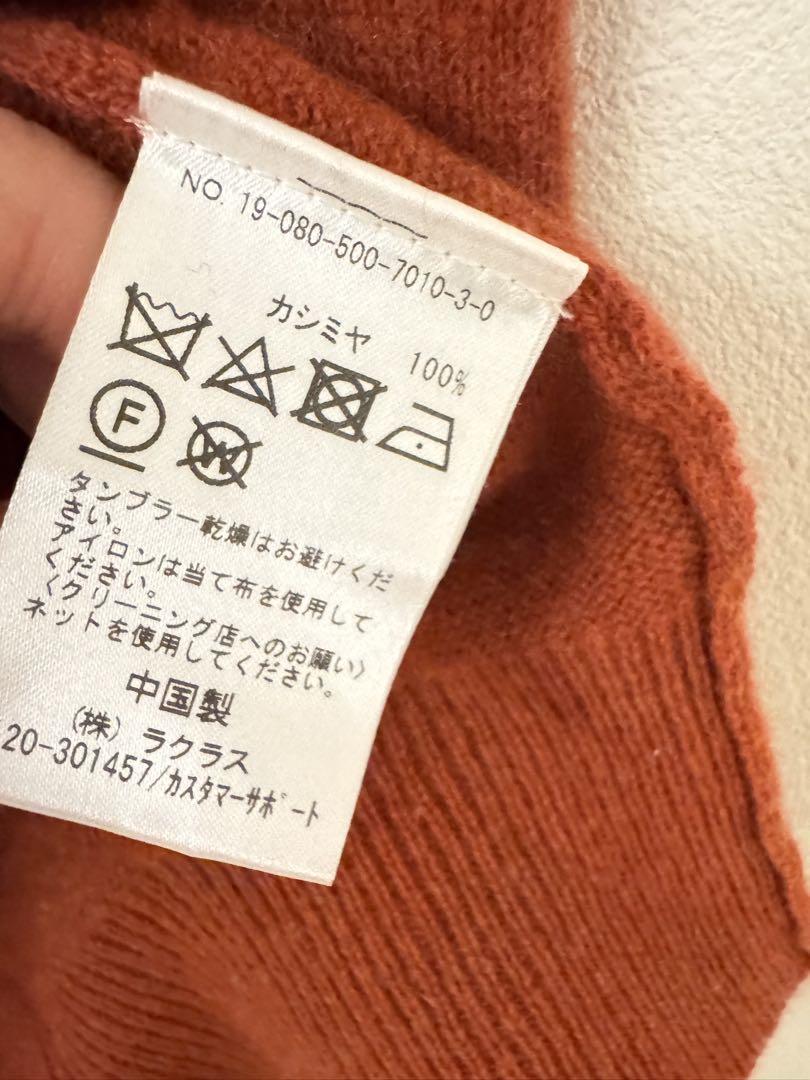 NO. 19-080-500-7010-3-0
カシミヤ 100%
F W
タンブラー乾燥はお避けくだ
さい。
アイロンは当て布を使用して
ください。
〈クリーニング店へのお願い〉
ネットを使用してください。
中国製
(株) ラクラス
20-301457/カスタマーサポート